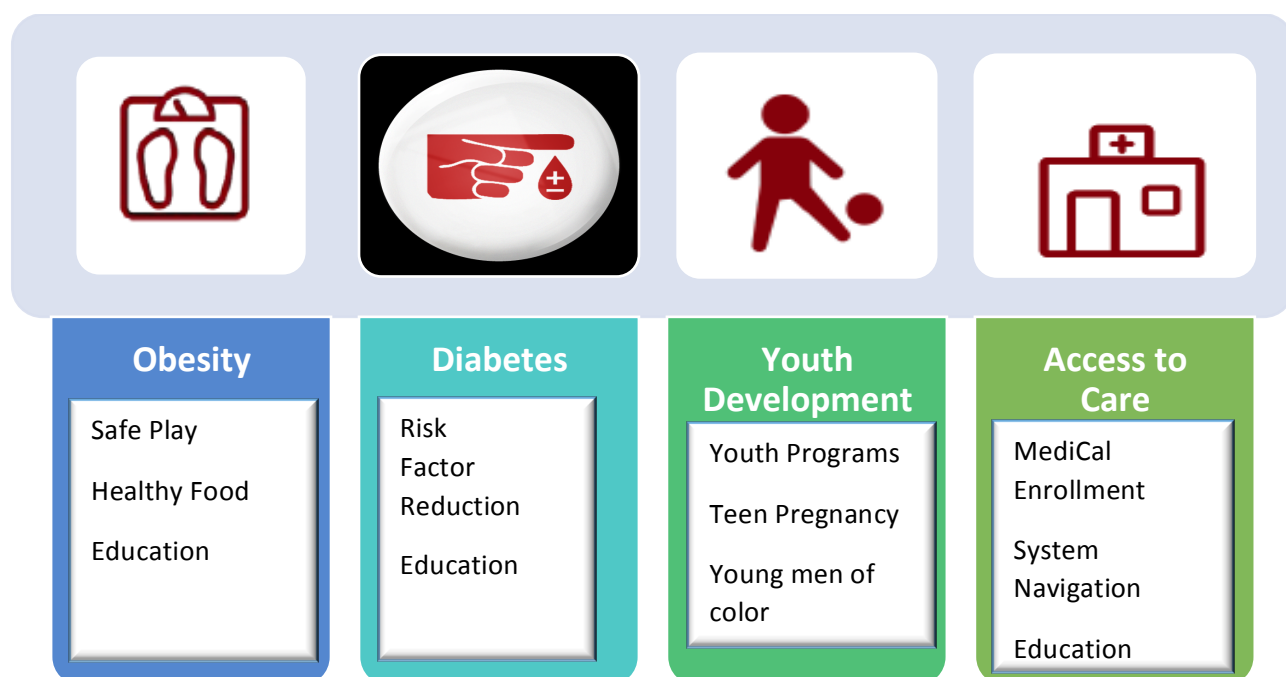 Obesity
Safe Play
Healthy Food
Education
Diabetes
Risk
Factor
Reduction
Education
Youth
Development
Youth Programs
Teen Pregnancy
Young men of
color
Access to
Care
MediCal
Enrollment
System
Navigation
Education